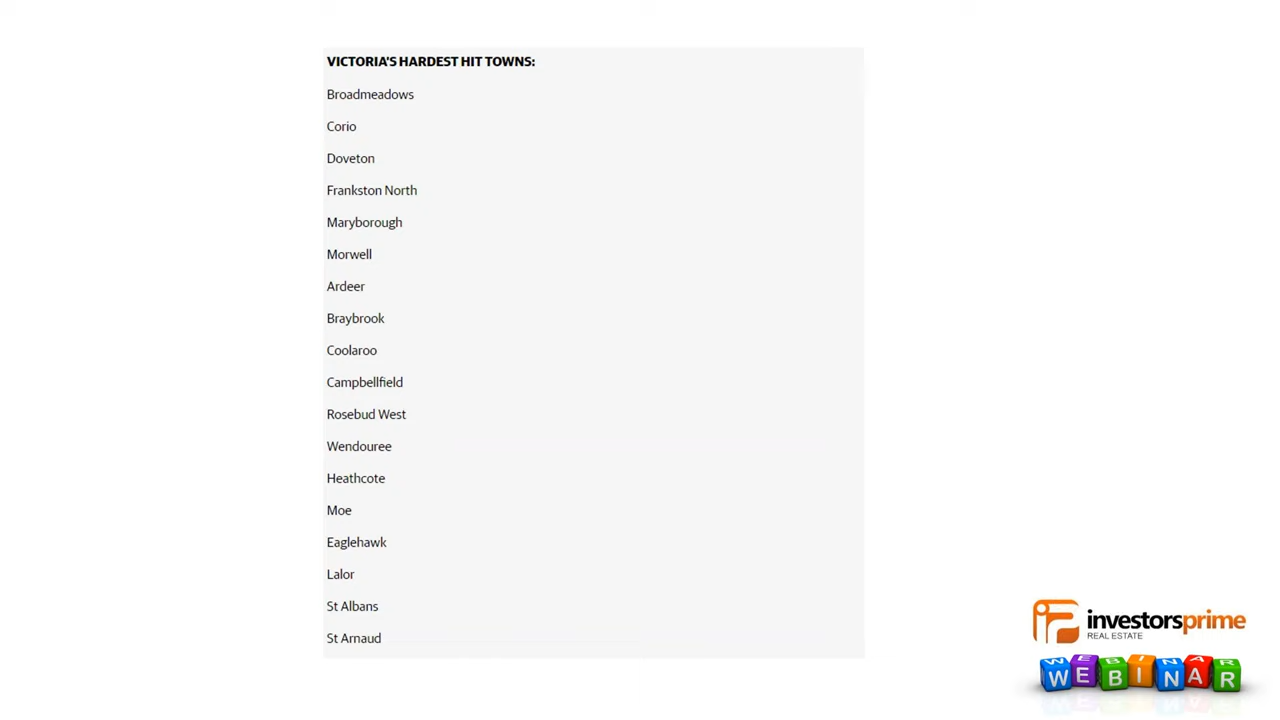 VICTORIA'S HARDEST HIT TOWNS:
Broadmeadows
Corio
Doveton
Frankston North
Maryborough
Morwell
Ardeer
Braybrook
Coolaroo
Campbellfield
Rosebud West
Wendouree
Heathcote
Moe
Eaglehawk
Lalor
St Albans
St Arnaud
investorsprime
REAL ESTATE
WEBINAR